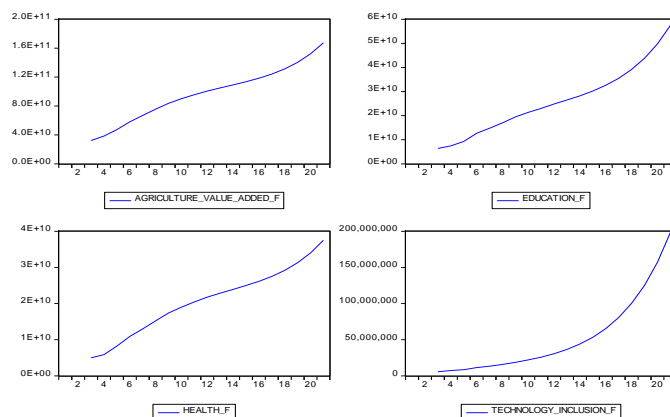 2.0E+11
1.6E+11
1.2E+11
8.0E+10
4.0E+10
0.0E+00
2 4 6 8 10 12 14 16 18 20
AGRICULTURE_VALUE_ADDED_F
6E+10
5E+10
4E+10
3E+10
2E+10
1E+10
0E+00
2 4 6 8 10 12 14 16 18 20
EDUCATION_F
4E+10
3E+10
2E+10
1E+10
0E+00
2 4 6 8 10 12 14 16 18 20
HEALTH_F
200,000,000
150,000,000
100,000,000
50,000,000
0
2 4 6 8 10 12 14 16 18 20
TECHNOLOGY_INCLUSION_F